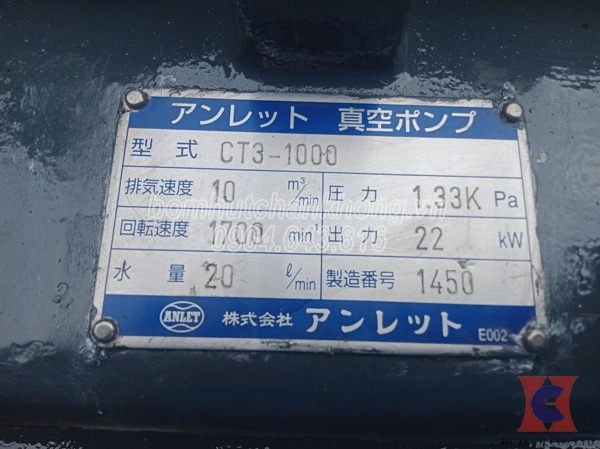 アンレット 真空ポンプ
型式 CT3-1000
排気速度 10 m³/min 圧力 1.33K Pa
回転速度 1700 min⁻¹ 出力 22 kW
水量 20 ℓ/min 製造番号 1450
ANLET 株式会社 アンレット E002
bomhutchankhong.vn